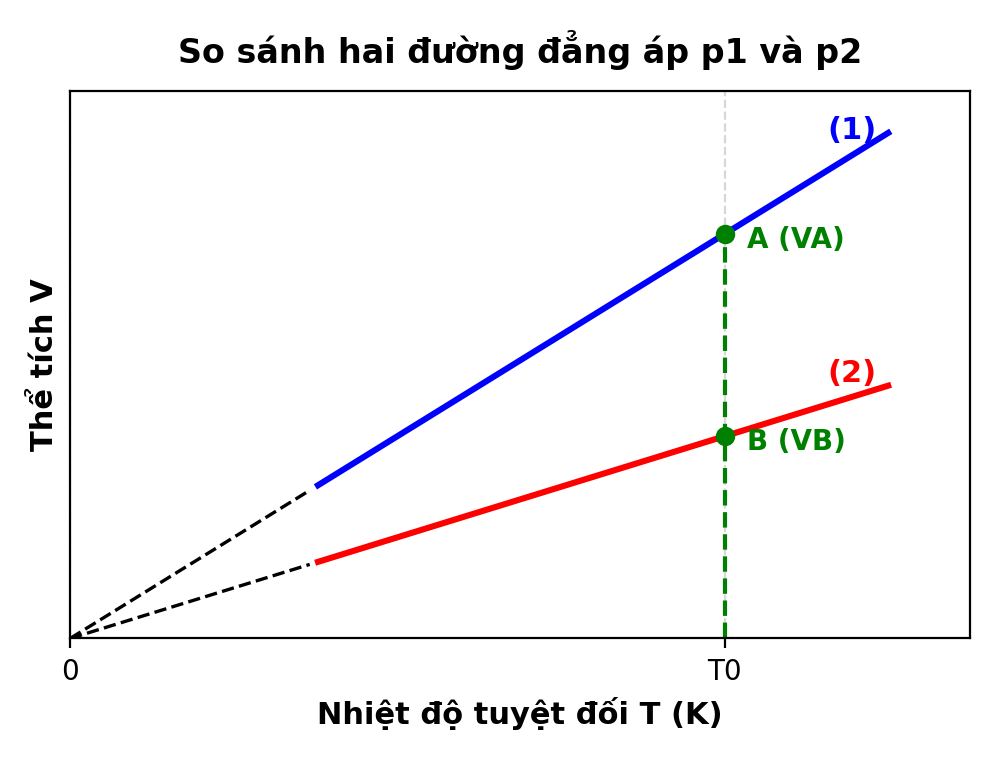 So sánh hai đường đẳng áp p1 và p2
(1)
A (VA)
(2)
B (VB)
Thể tích V
0
T0
Nhiệt độ tuyệt đối T (K)